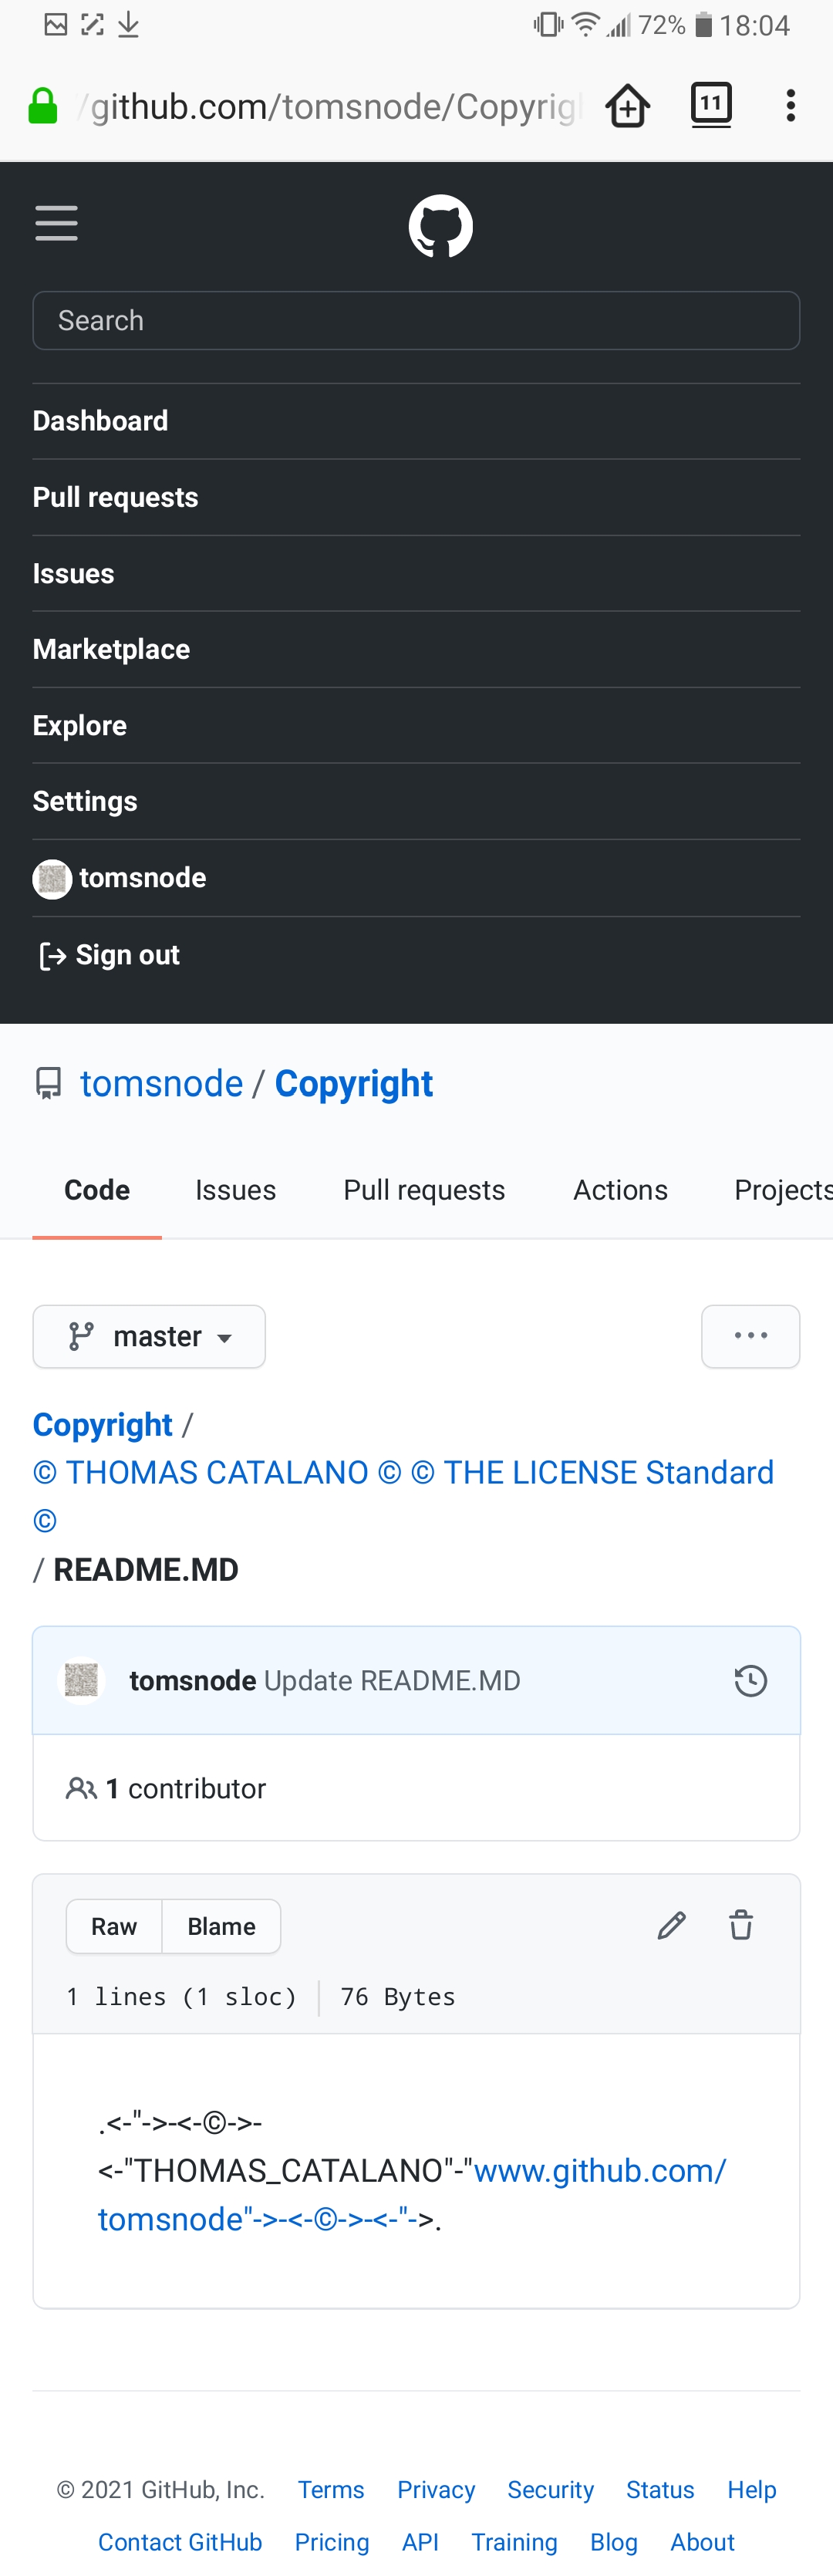 72% 18:04
/github.com/tomsnode/Copyrig
11
Search
Dashboard
Pull requests
Issues
Marketplace
Explore
Settings
tomsnode
Sign out
tomsnode / Copyright
Code Issues Pull requests Actions Projects
master
Copyright /
© THOMAS CATALANO © © THE LICENSE Standard
©
/ README.MD
tomsnode Update README.MD
1 contributor
Raw Blame
1 lines (1 sloc) 76 Bytes
.<-"->-<-©->-
<-"THOMAS_CATALANO"-"www.github.com/
tomsnode"->-<-©->-<-"->.
© 2021 GitHub, Inc. Terms Privacy Security Status Help
Contact GitHub Pricing API Training Blog About